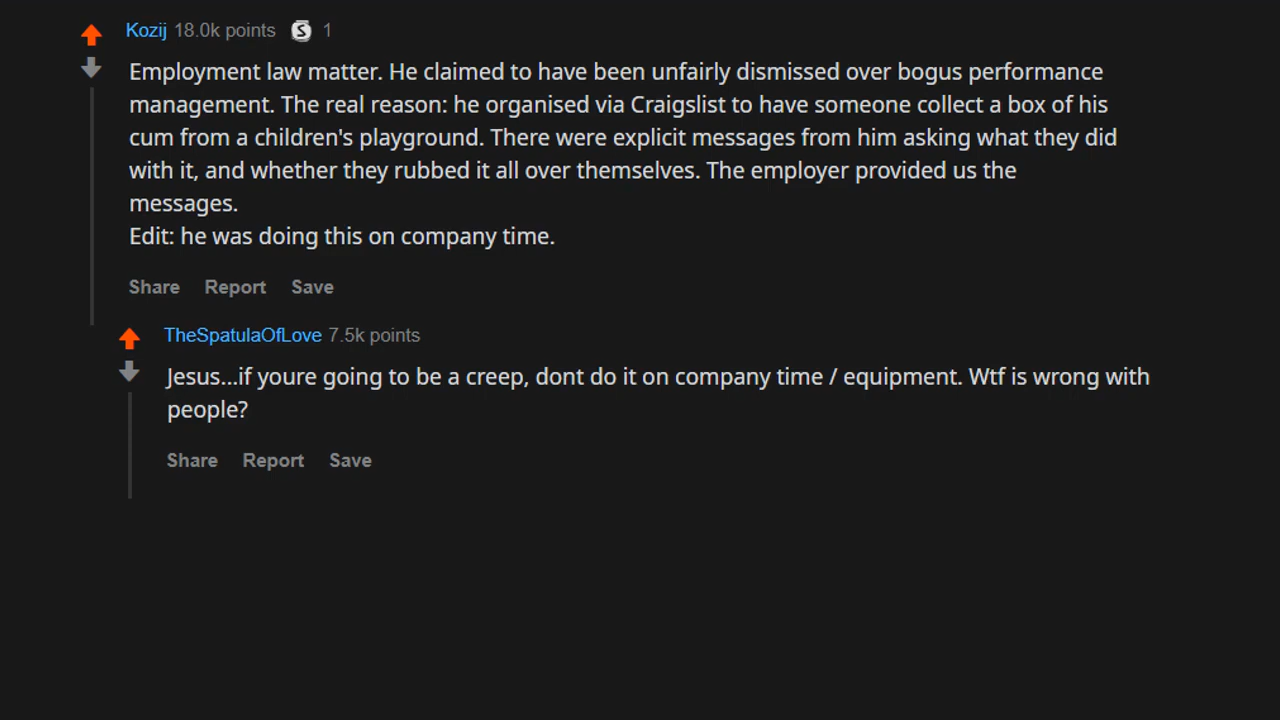 Kozij 18.0k points S 1
Employment law matter. He claimed to have been unfairly dismissed over bogus performance
management. The real reason: he organised via Craigslist to have someone collect a box of his
cum from a children's playground. There were explicit messages from him asking what they did
with it, and whether they rubbed it all over themselves. The employer provided us the
messages.
Edit: he was doing this on company time.
Share Report Save
TheSpatulaOfLove 7.5k points
Jesus...if youre going to be a creep, dont do it on company time / equipment. Wtf is wrong with
people?
Share Report Save